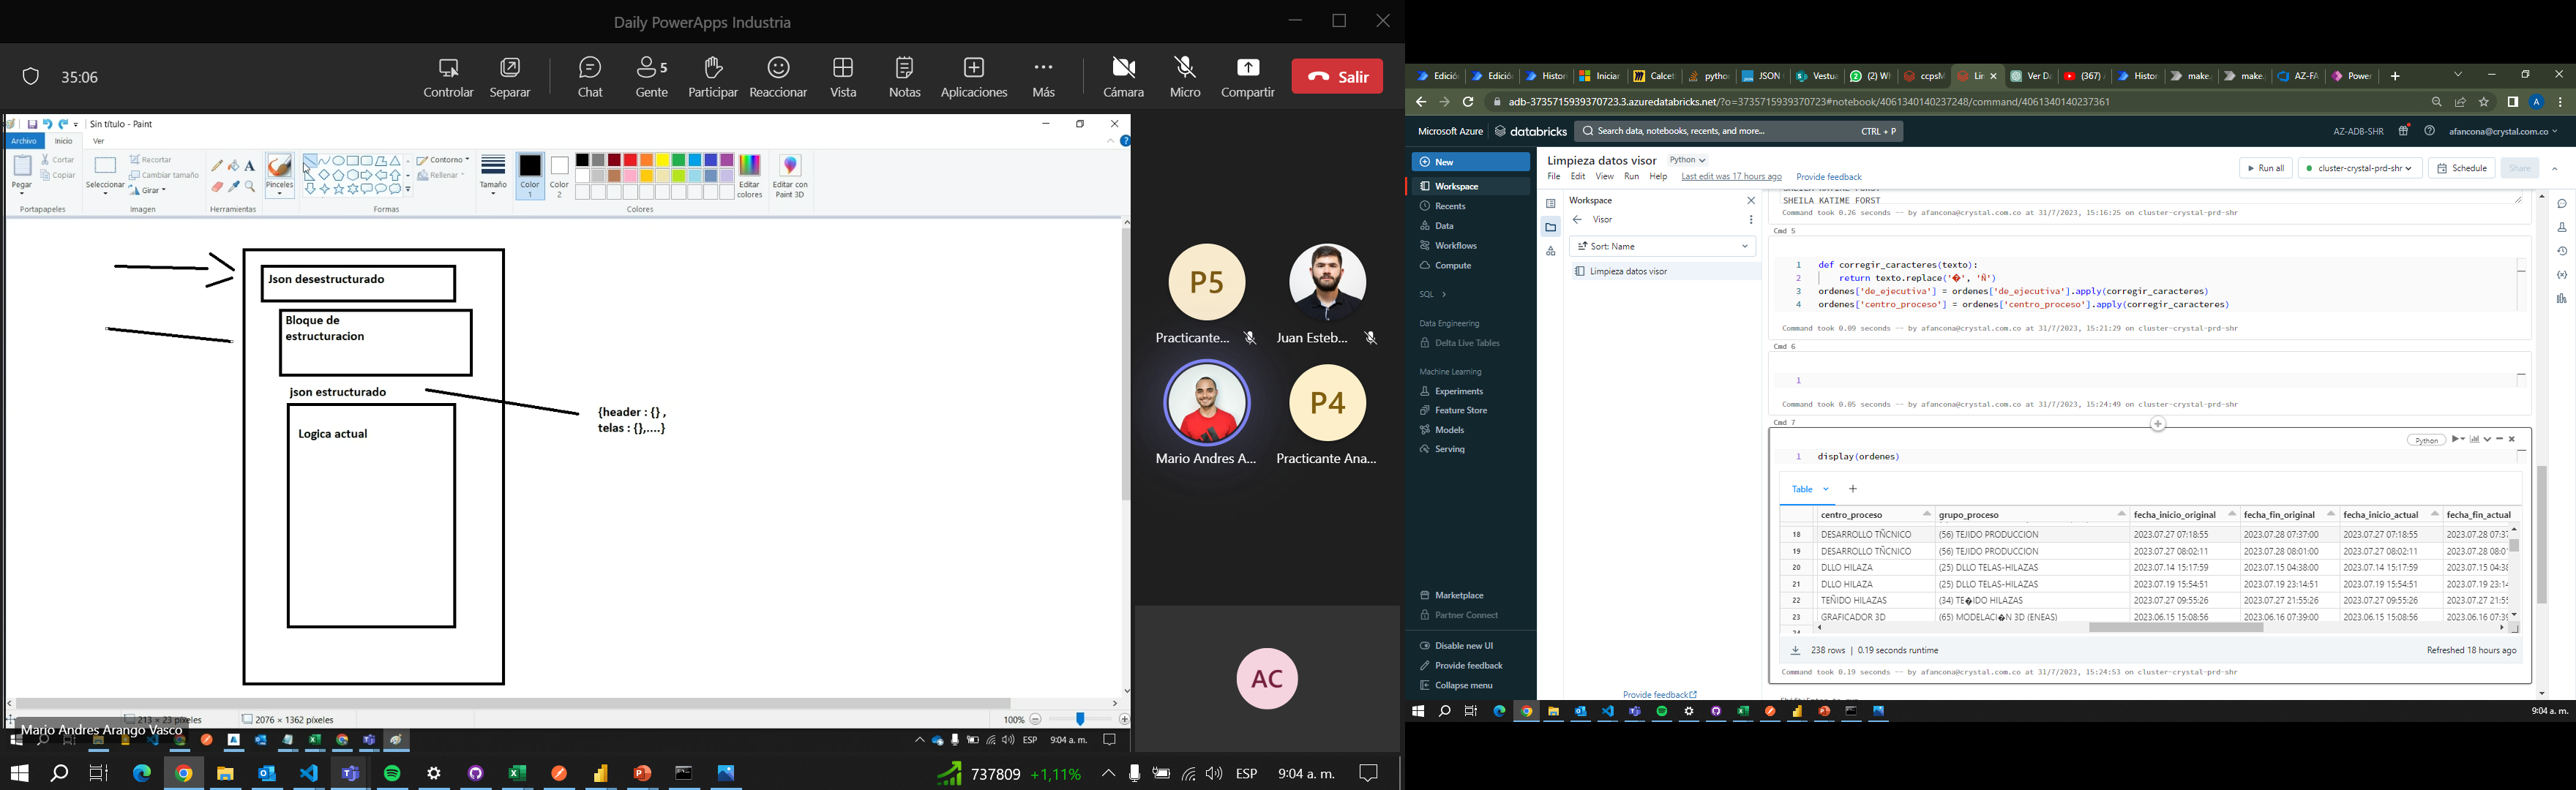 Daily PowerApps Industria
35:06
Controlar
Separar
Chat
Gente
5
Participar
Reaccionar
Vista
Notas
Aplicaciones
Más
Cámara
Micro
Compartir
Salir
Sin título - Paint
Archivo
Inicio
Ver
Pegar
Cortar
Copiar
Portapapeles
Seleccionar
Recortar
Cambiar tamaño
Girar
Imagen
Herramientas
Pinceles
Contorno
Rellenar
Formas
Tamaño
Color 1
Color 2
Editar colores
Editar con Paint 3D
Colores
Json desestructurado
Bloque de
estructuracion
json estructurado
Logica actual
{header : {} ,
telas : {},....}
213 × 23 píxeles
2076 × 1362 píxeles
100%
Mario Andres Arango Vasco
ESP
9:04 a. m.
P5
Practicante...
Juan Esteb...
Mario Andres A...
P4
Practicante Ana...
AC
737809 +1,11%
ESP
9:04 a. m.
Edició
Edició
Histori
Iniciar
Calceti
python
JSON
Vestua
(2) W
ccpsM
Lir
Ver Da
(367)
Histor
make.
make.
AZ-FA
Power
adb-3735715939370723.3.azuredatabricks.net/?o=3735715939370723#notebook/4061340140237248/command/4061340140237361
Microsoft Azure
databricks
Search data, notebooks, recents, and more...
CTRL + P
AZ-ADB-SHR
afancona@crystal.com.co
New
Workspace
Recents
Data
Workflows
Compute
SQL
Data Engineering
Delta Live Tables
Machine Learning
Experiments
Feature Store
Models
Serving
Marketplace
Partner Connect
Disable new UI
Provide feedback
Collapse menu
Limpieza datos visor
Python
File Edit View Run Help Last edit was 17 hours ago Provide feedback
Run all
cluster-crystal-prd-shr
Schedule
Share
Workspace
Visor
Sort: Name
Limpieza datos visor
Provide feedback
SHEILA KATIME FORST
Command took 0.26 seconds -- by afancona@crystal.com.co at 31/7/2023, 15:16:25 on cluster-crystal-prd-shr
Cmd 5
1 def corregir_caracteres(texto):
2 return texto.replace('�', 'Ñ')
3 ordenes['de_ejecutiva'] = ordenes['de_ejecutiva'].apply(corregir_caracteres)
4 ordenes['centro_proceso'] = ordenes['centro_proceso'].apply(corregir_caracteres)
Command took 0.09 seconds -- by afancona@crystal.com.co at 31/7/2023, 15:21:29 on cluster-crystal-prd-shr
Cmd 6
1
Command took 0.05 seconds -- by afancona@crystal.com.co at 31/7/2023, 15:24:49 on cluster-crystal-prd-shr
Cmd 7
Python
1 display(ordenes)
Table
centro_proceso grupo_proceso fecha_inicio_original fecha_fin_original fecha_inicio_actual fecha_fin_actual
18 DESARROLLO TÑCNICO (56) TEJIDO PRODUCCION 2023.07.27 07:18:55 2023.07.28 07:37:00 2023.07.27 07:18:55 2023.07.28 07:37
19 DESARROLLO TÑCNICO (56) TEJIDO PRODUCCION 2023.07.27 08:02:11 2023.07.28 08:01:00 2023.07.27 08:02:11 2023.07.28 08:0
20 DLLO HILAZA (25) DLLO TELAS-HILAZAS 2023.07.14 15:17:59 2023.07.15 04:38:00 2023.07.14 15:17:59 2023.07.15 04:38
21 DLLO HILAZA (25) DLLO TELAS-HILAZAS 2023.07.19 15:54:51 2023.07.19 23:14:51 2023.07.19 15:54:51 2023.07.19 23:14
22 TEÑIDO HILAZAS (34) TE�IDO HILAZAS 2023.07.27 09:55:26 2023.07.27 21:55:26 2023.07.27 09:55:26 2023.07.27 21:55
23 GRAFICADOR 3D (65) MODELACI�N 3D (ENEAS) 2023.06.15 15:08:56 2023.06.16 07:39:00 2023.06.15 15:08:56 2023.06.16 07:39
238 rows | 0.19 seconds runtime
Refreshed 18 hours ago
Command took 0.19 seconds -- by afancona@crystal.com.co at 31/7/2023, 15:24:53 on cluster-crystal-prd-shr
9:04 a. m.